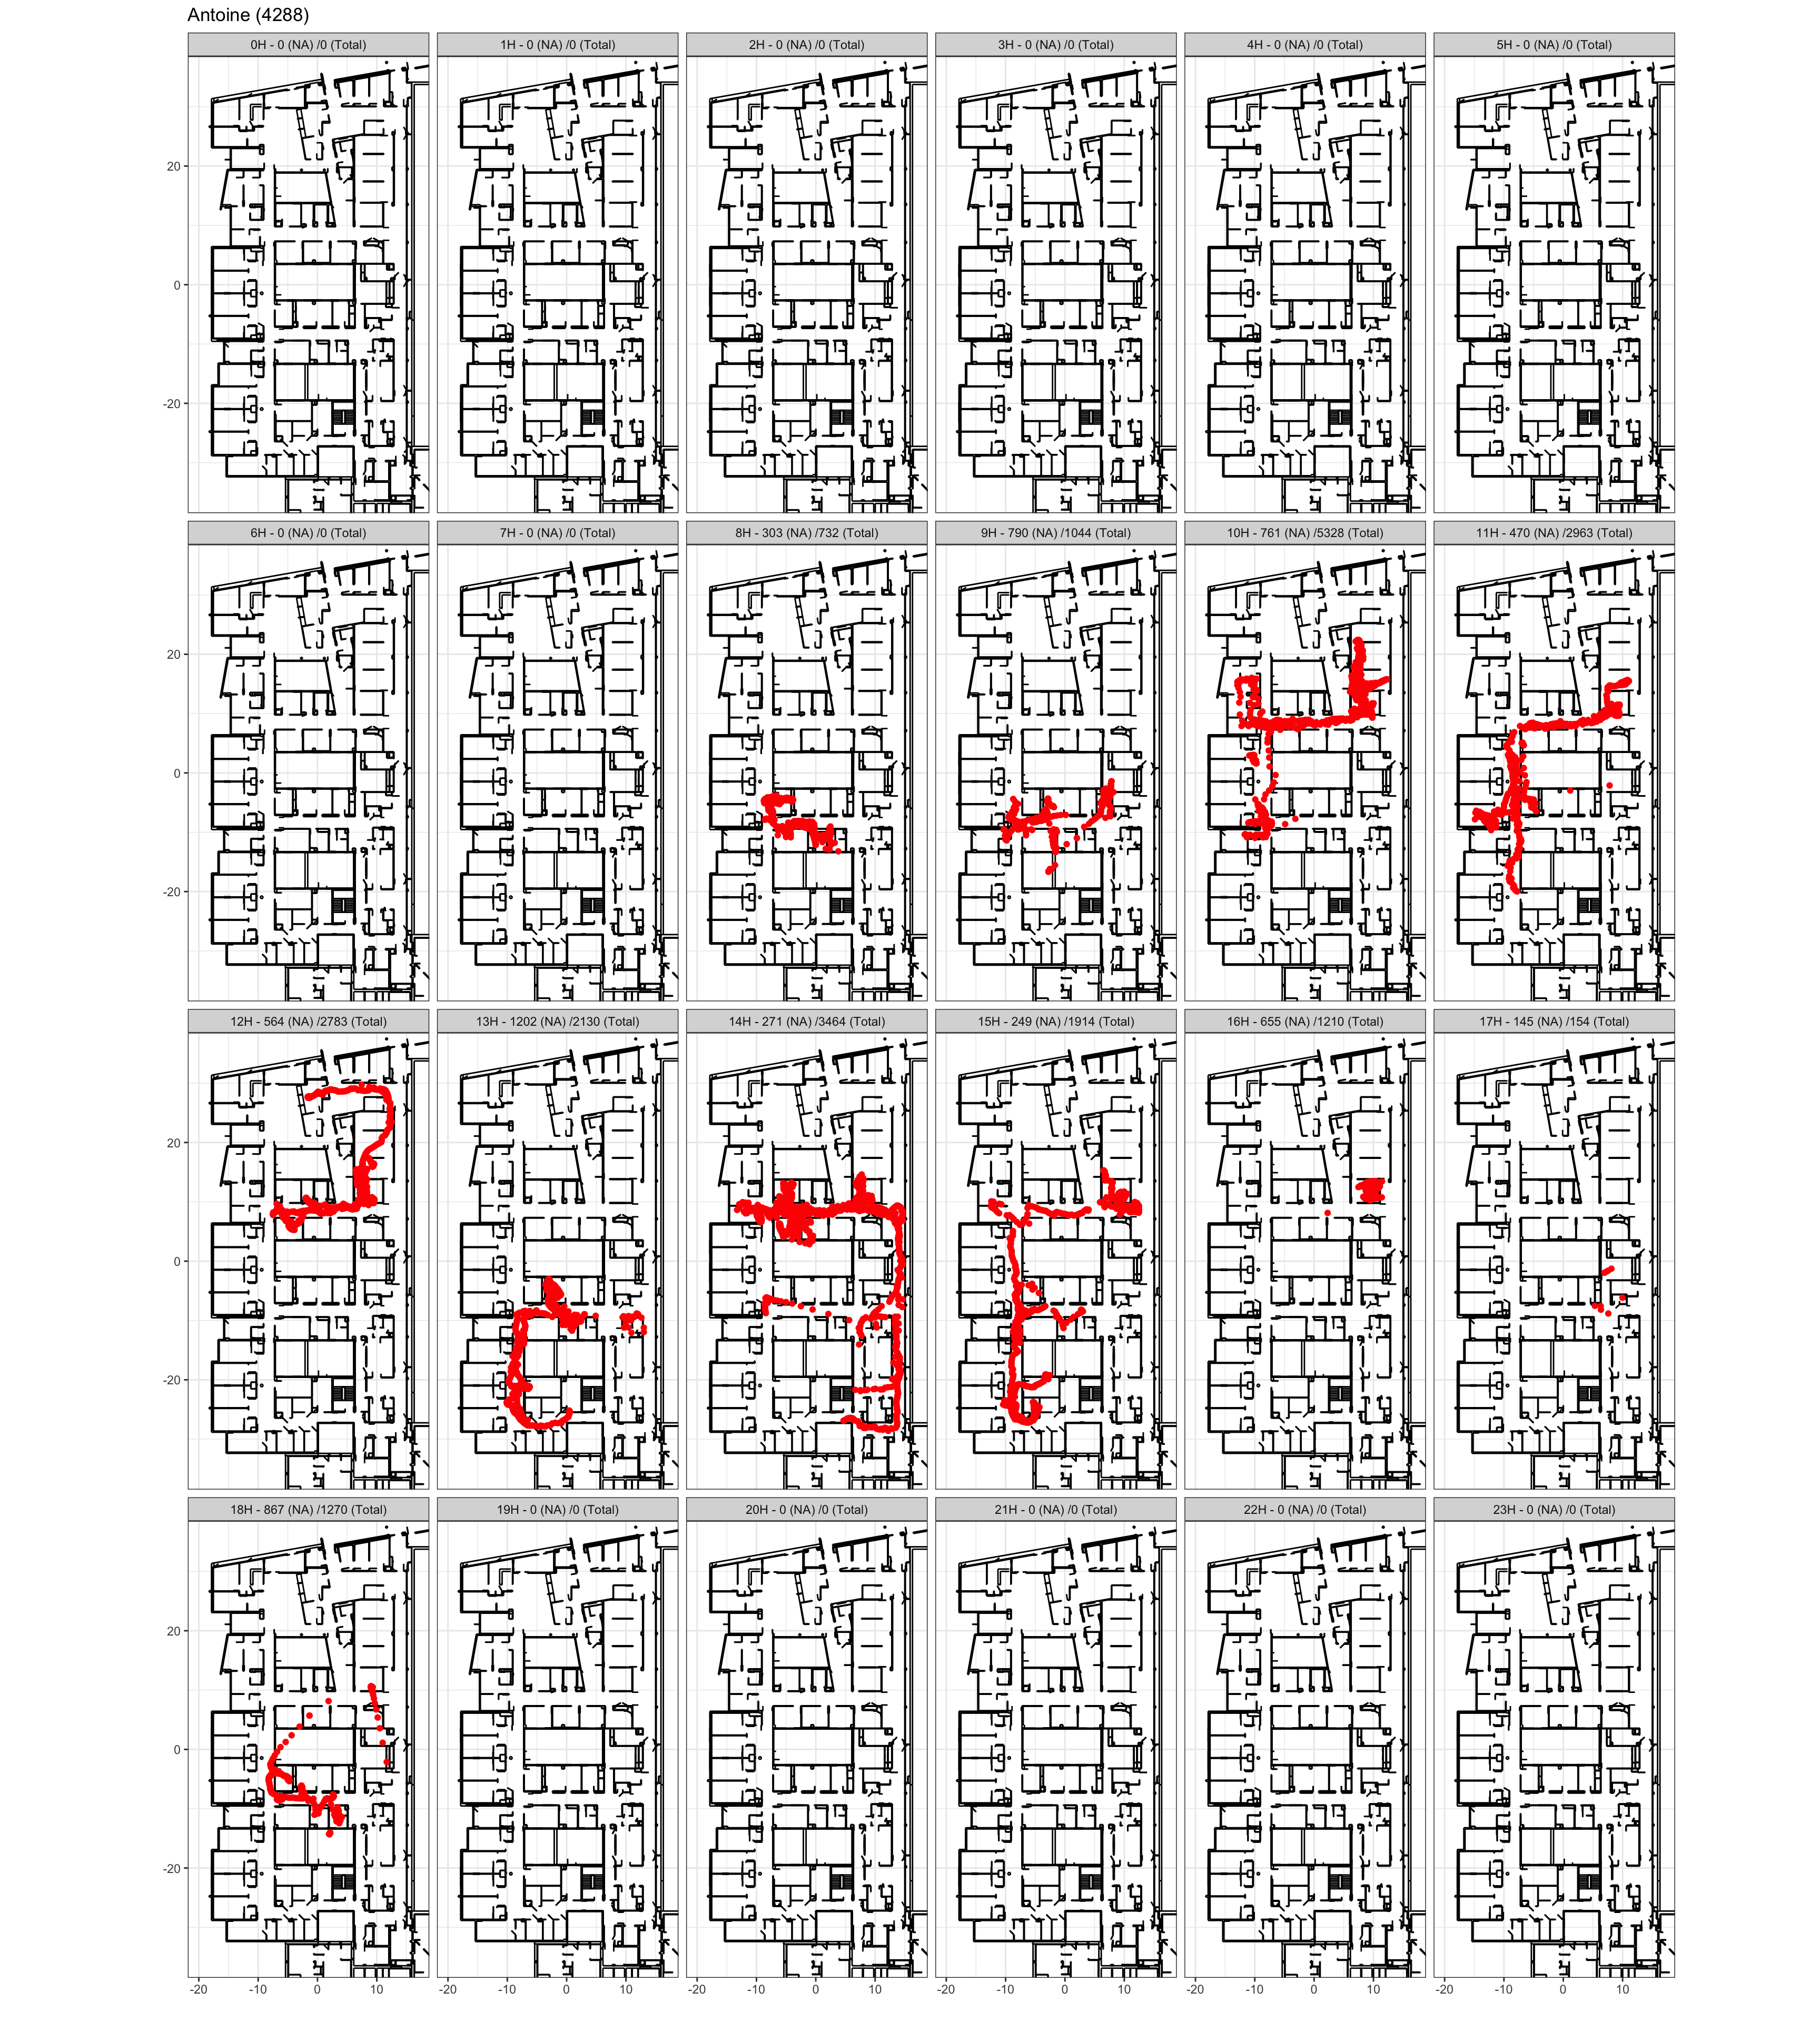 Antoine (4288)
0H - 0 (NA) /0 (Total) 1H - 0 (NA) /0 (Total) 2H - 0 (NA) /0 (Total) 3H - 0 (NA) /0 (Total) 4H - 0 (NA) /0 (Total) 5H - 0 (NA) /0 (Total)
20
0
-20
6H - 0 (NA) /0 (Total) 7H - 0 (NA) /0 (Total) 8H - 303 (NA) /732 (Total) 9H - 790 (NA) /1044 (Total) 10H - 761 (NA) /5328 (Total) 11H - 470 (NA) /2963 (Total)
20
0
-20
12H - 564 (NA) /2783 (Total) 13H - 1202 (NA) /2130 (Total) 14H - 271 (NA) /3464 (Total) 15H - 249 (NA) /1914 (Total) 16H - 655 (NA) /1210 (Total) 17H - 145 (NA) /154 (Total)
20
0
-20
18H - 867 (NA) /1270 (Total) 19H - 0 (NA) /0 (Total) 20H - 0 (NA) /0 (Total) 21H - 0 (NA) /0 (Total) 22H - 0 (NA) /0 (Total) 23H - 0 (NA) /0 (Total)
20
0
-20
-20 -10 0 10 -20 -10 0 10 -20 -10 0 10 -20 -10 0 10 -20 -10 0 10 -20 -10 0 10